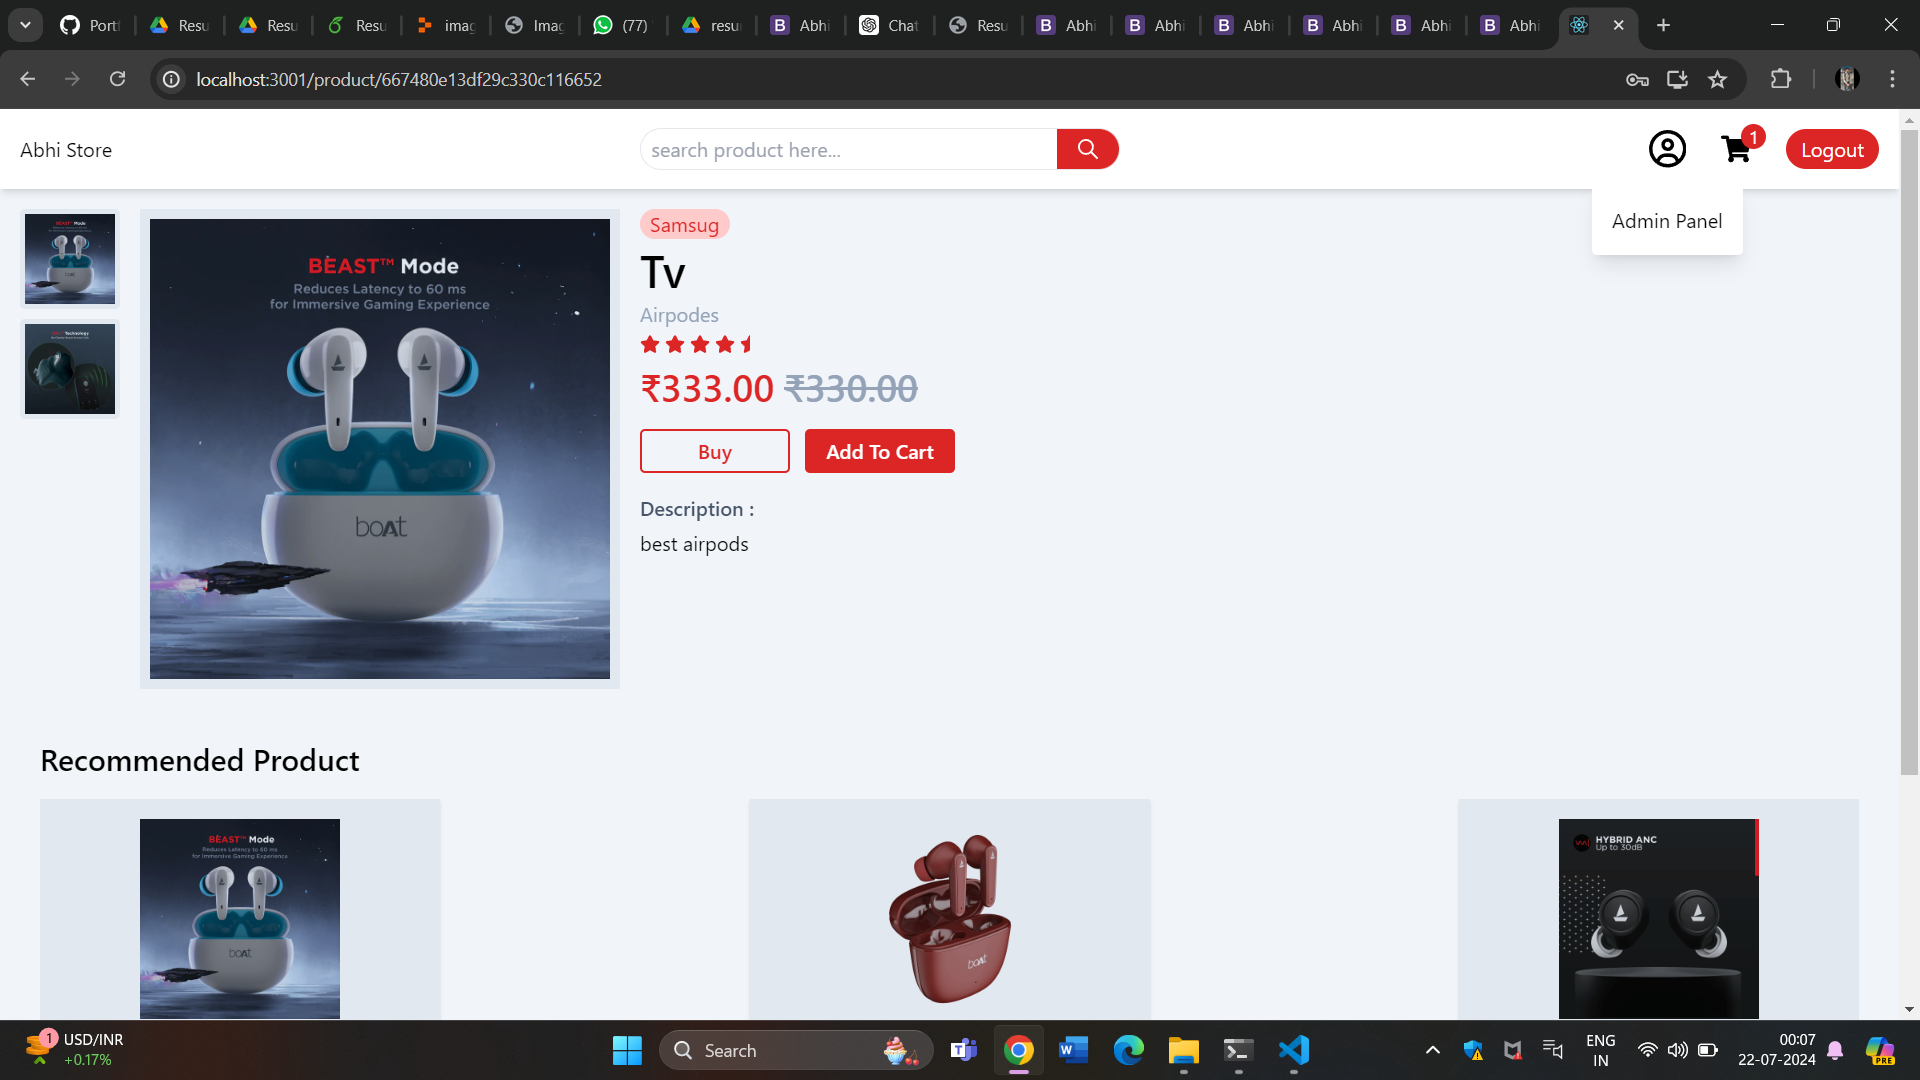 Portf
Resu
Resu
Resu
imag
Imag
(77)
resu
Abhi
Chat
Resu
Abhi
Abhi
Abhi
Abhi
Abhi
Abhi
localhost:3001/product/667480e13df29c330c116652
Abhi Store
search product here...
1
Logout
Admin Panel
BEAST™ Mode
Reduces Latency to 60 ms
for Immersive Gaming Experience
boAt
Samsug
Tv
Airpodes
₹333.00 ₹330.00
Buy
Add To Cart
Description :
best airpods
Recommended Product
BEAST™ Mode
Reduces Latency to 60 ms
for Immersive Gaming Experience
boAt
boAt
HYBRID ANC
Up to 30dB
1
USD/INR
+0.17%
Search
ENG
IN
00:07
22-07-2024
PRE